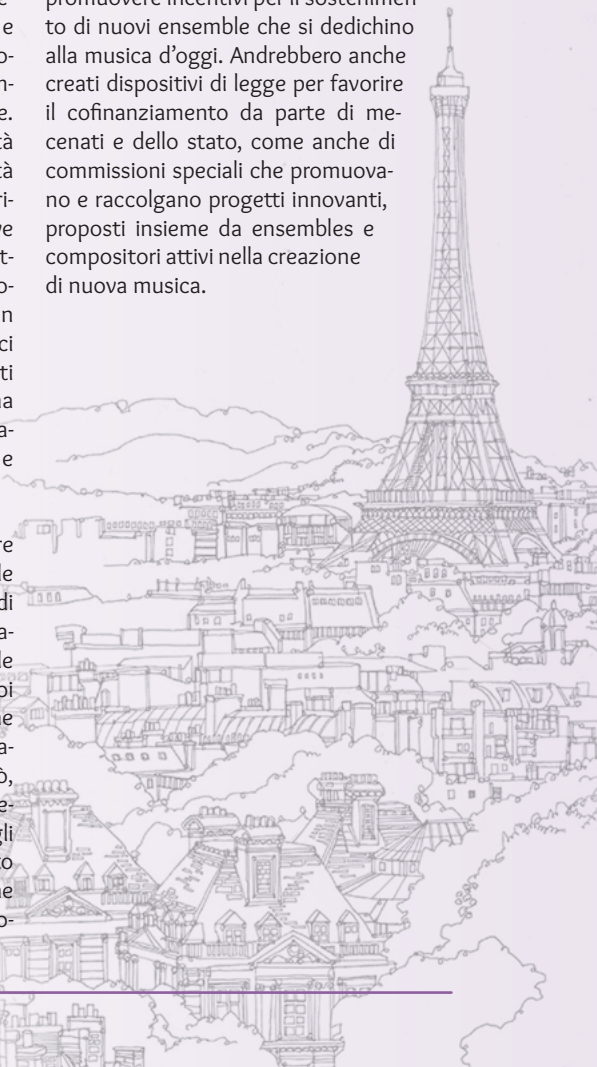 promuovere incentivi per il sostenimen
to di nuovi ensemble che si dedichino
alla musica d'oggi. Andrebbero anche
creati dispositivi di legge per favorire
il cofinanziamento da parte di me-
cenati e dello stato, come anche di
commissioni speciali che promuova-
no e raccolgano progetti innovanti,
proposti insieme da ensembles e
compositori attivi nella creazione
di nuova musica.